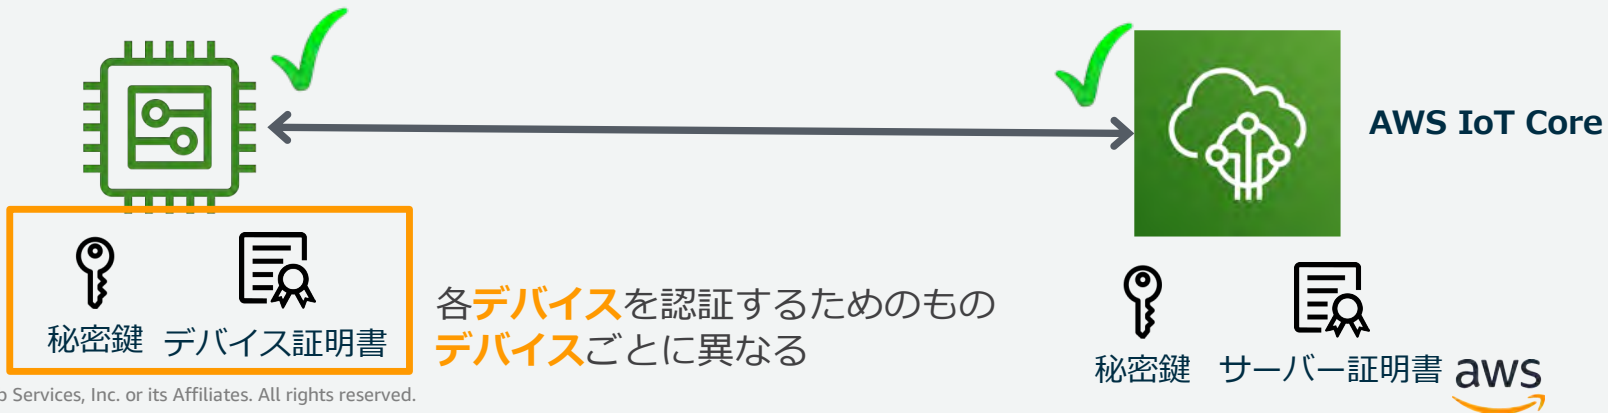 AWS IoT Core
各デバイスを認証するためのもの
デバイスごとに異なる
秘密鍵 デバイス証明書
秘密鍵 サーバー証明書
aws
Services, Inc. or its Affiliates. All rights reserved.